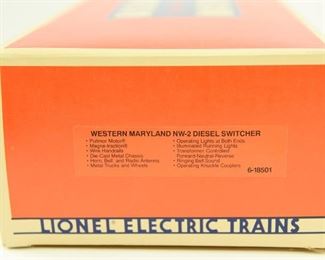 WESTERN MARYLAND NW-2 DIESEL SWITCHER
• Pullmor Motor®
• Magne-traction®
• Wire Handrails
• Die-Cast Metal Chassis
• Horn, Bell, and Radio Antenna
• Metal Trucks and Wheels
• Operating Lights at Both Ends
• Illuminated Running Lights
• Transformer Controlled
Forward-Neutral Reverse
• Ringing Bell Sound
• Operating Knuckle Couplers
6-18501
LIONEL ELECTRIC TRAINS